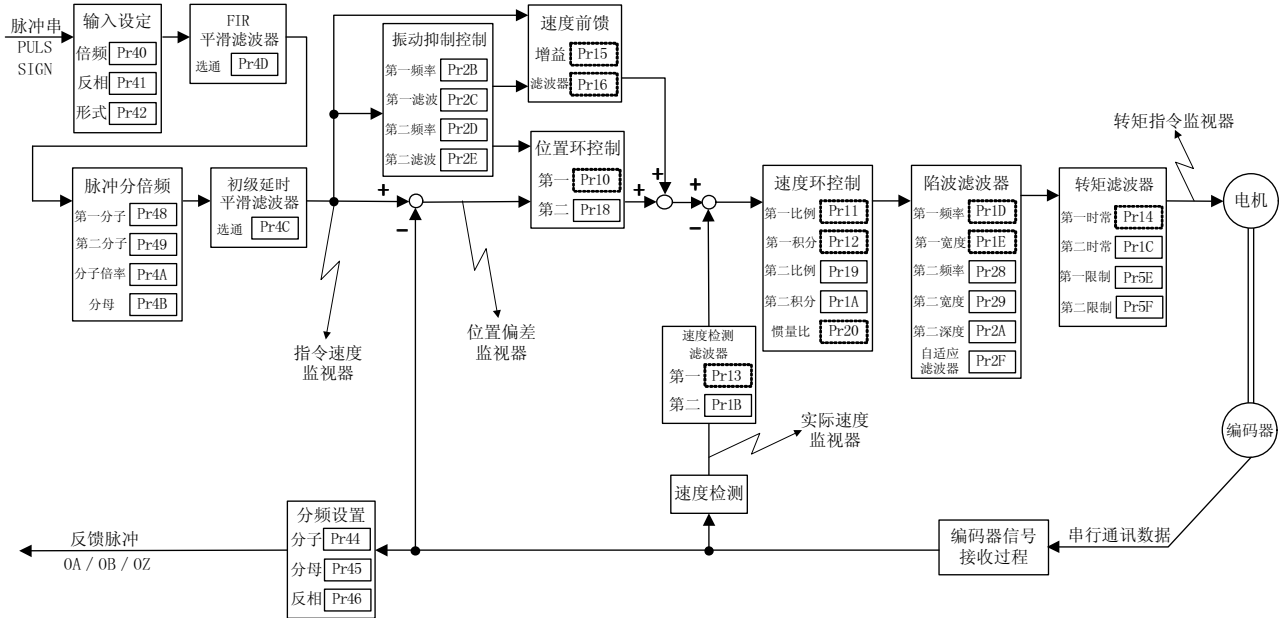 脉冲串
PULS
SIGN
输入设定
倍频 Pr40
反相 Pr41
形式 Pr42
FIR
平滑滤波器
选通 Pr4D
振动抑制控制
第一频率 Pr2B
第一滤波 Pr2C
第二频率 Pr2D
第二滤波 Pr2E
速度前馈
增益 Pr15
滤波器 Pr16
脉冲分倍频
第一分子 Pr48
第二分子 Pr49
分子倍率 Pr4A
分母 Pr4B
初级延时
平滑滤波器
选通 Pr4C
+
−
位置环控制
第一 Pr10
第二 Pr18
+
+
+
−
速度环控制
第一比例 Pr11
第一积分 Pr12
第二比例 Pr19
第二积分 Pr1A
惯量比 Pr20
陷波滤波器
第一频率 Pr1D
第一宽度 Pr1E
第二频率 Pr28
第二宽度 Pr29
第二深度 Pr2A
自适应
滤波器 Pr2F
转矩滤波器
第一时常 Pr14
第二时常 Pr1C
第一限制 Pr5E
第二限制 Pr5F
转矩指令监视器
电机
指令速度
监视器
位置偏差
监视器
速度检测
滤波器
第一 Pr13
第二 Pr1B
实际速度
监视器
编码器
速度检测
反馈脉冲
OA / OB / OZ
分频设置
分子 Pr44
分母 Pr45
反相 Pr46
编码器信号
接收过程
串行通讯数据